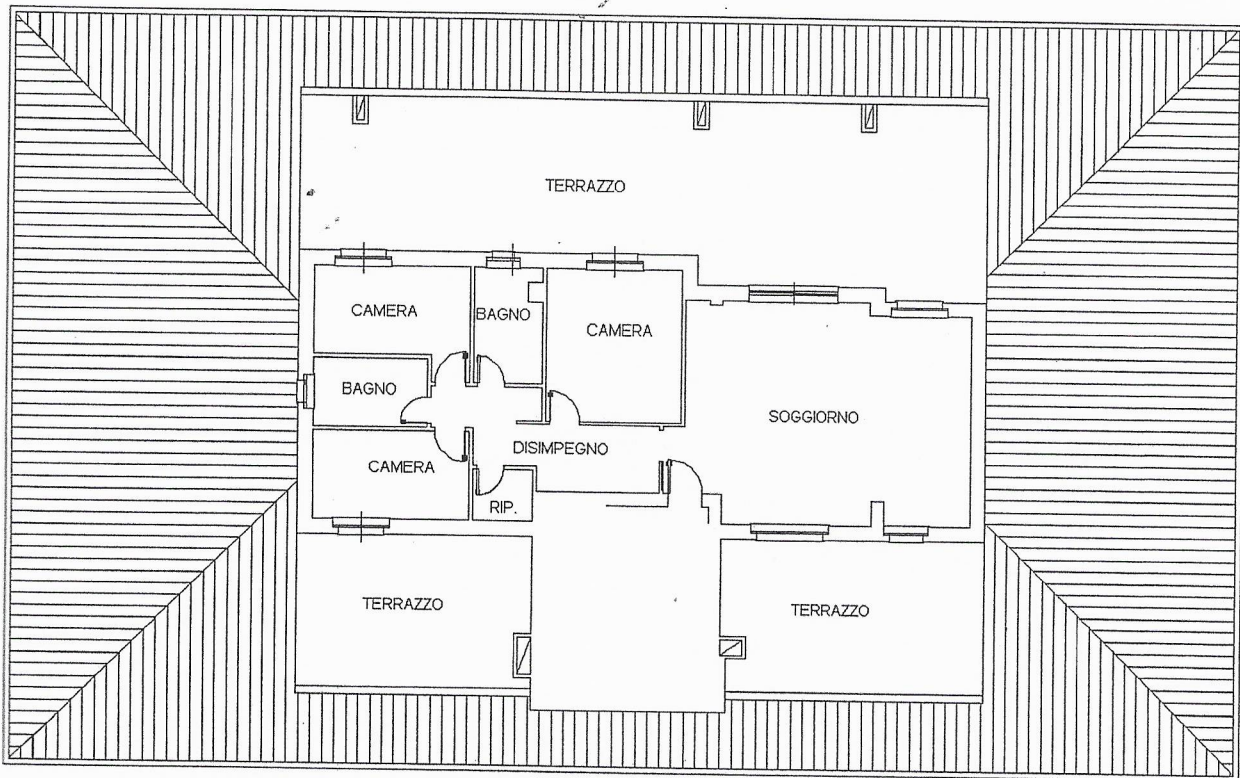 TERRAZZO
CAMERA
BAGNO
CAMERA
BAGNO
SOGGIORNO
DISIMPEGNO
CAMERA
RIP.
TERRAZZO
TERRAZZO